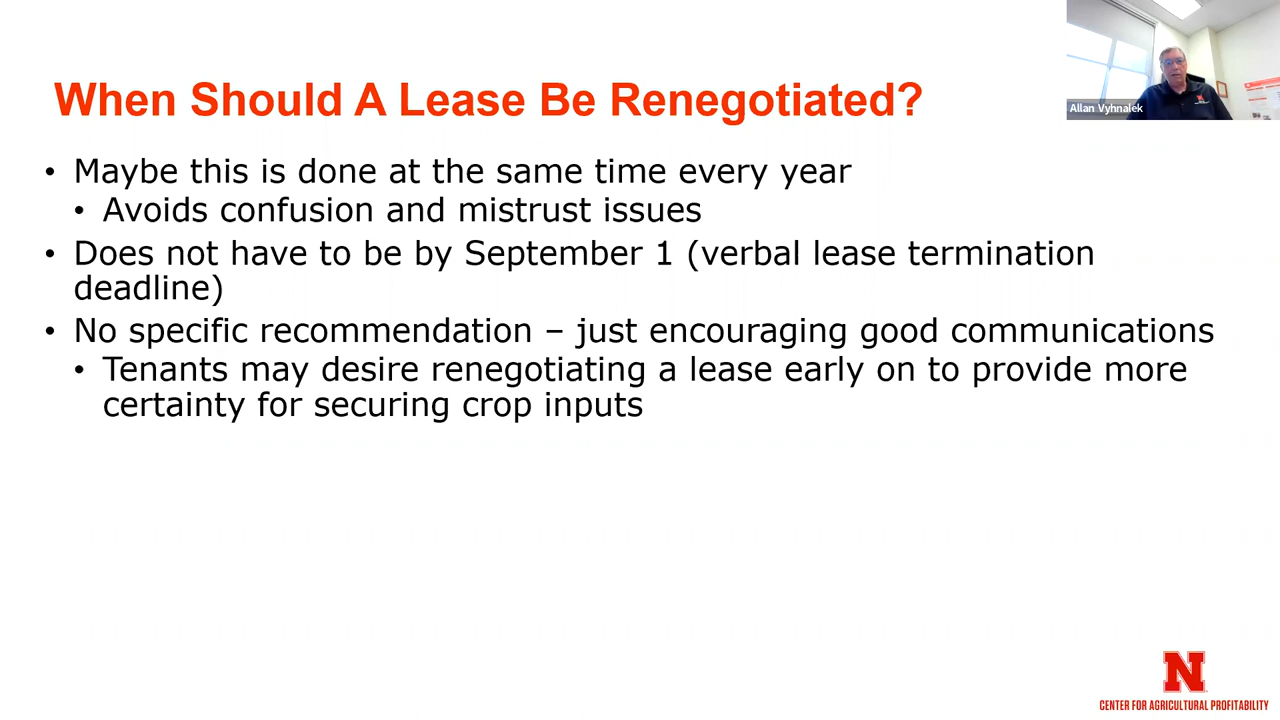 When Should A Lease Be Renegotiated?
Allan Vyhnalek
• Maybe this is done at the same time every year
• Avoids confusion and mistrust issues
• Does not have to be by September 1 (verbal lease termination
deadline)
• No specific recommendation – just encouraging good communications
• Tenants may desire renegotiating a lease early on to provide more
certainty for securing crop inputs
N
CENTER FOR AGRICULTURAL PROFITABILITY